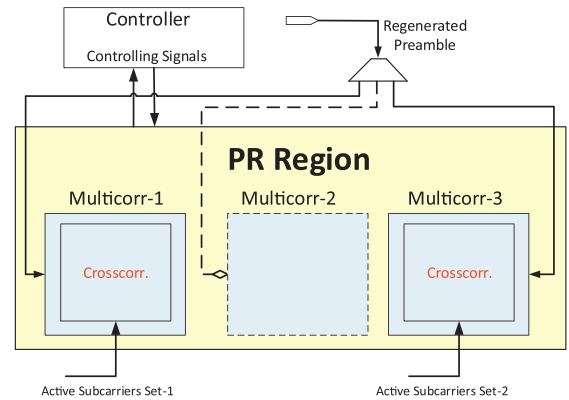 Controller
Controlling Signals
Regenerated
Preamble
PR Region
Multicorr-1
Multicorr-2
Multicorr-3
Crosscorr.
Crosscorr.
Active Subcarriers Set-1
Active Subcarriers Set-2